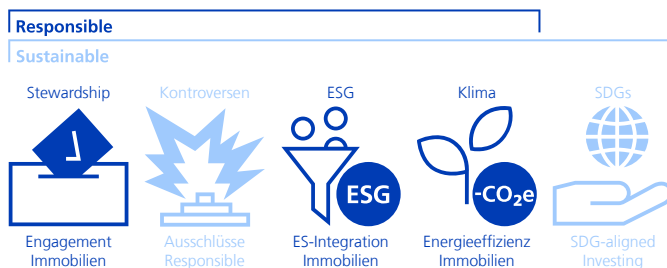 Responsible
Sustainable
Stewardship
Kontroversen
ESG
Klima
SDGs
ESG
-CO₂e
Engagement
Immobilien
Ausschlüsse
Responsible
ES-Integration
Immobilien
Energieeffizienz
Immobilien
SDG-aligned
Investing